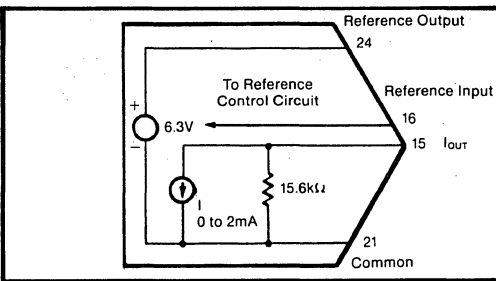 Reference Output
24
To Reference
Control Circuit
Reference Input
16
+
6.3V
−
15 I_OUT
I
0 to 2mA
15.6kΩ
21
Common